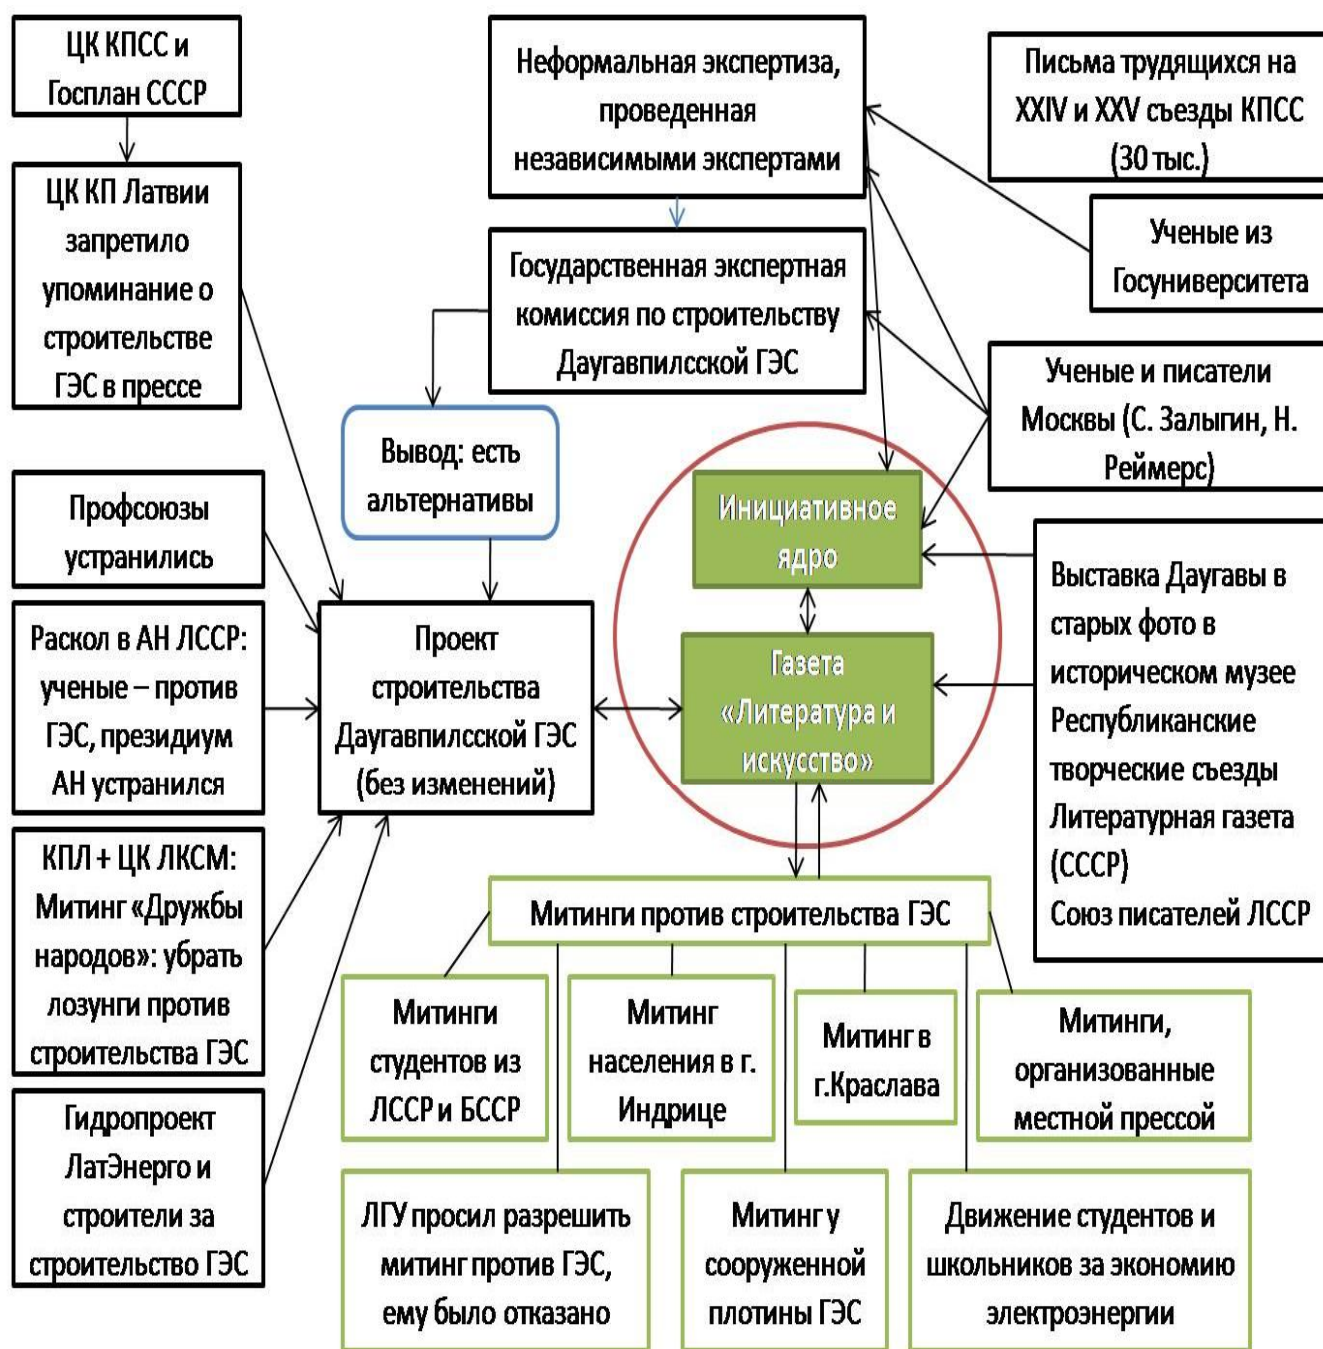 ЦК КПСС и
Госплан СССР
Неформальная экспертиза,
проведенная
независимыми экспертами
Письма трудящихся на
XXIV и XXV съезды КПСС
(30 тыс.)
ЦК КП Латвии
запретило
упоминание о
строительстве
ГЭС в прессе
Государственная экспертная
комиссия по строительству
Даугавпилсской ГЭС
Ученые из
Госуниверситета
Ученые и писатели
Москвы (С. Залыгин, Н.
Реймерс)
Вывод: есть
альтернативы
Инициативное
ядро
Профсоюзы
устранились
Раскол в АН ЛССР:
ученые – против
ГЭС, президиум
АН устранился
Проект
строительства
Даугавпилсской ГЭС
(без изменений)
Газета
«Литература и
искусство»
Выставка Даугавы в
старых фото в
историческом музее
Республиканские
творческие съезды
Литературная газета
(СССР)
Союз писателей ЛССР
КПЛ + ЦК ЛКСМ:
Митинг «Дружбы
народов»: убрать
лозунги против
строительства ГЭС
Митинги против строительства ГЭС
Митинги
студентов из
ЛССР и БССР
Митинг
населения в г.
Индрице
Митинг в
г.Краслава
Митинги,
организованные
местной прессой
Гидропроект
ЛатЭнерго и
строители за
строительство ГЭС
ЛГУ просил разрешить
митинг против ГЭС,
ему было отказано
Митинг у
сооруженной
плотины ГЭС
Движение студентов и
школьников за экономию
электроэнергии